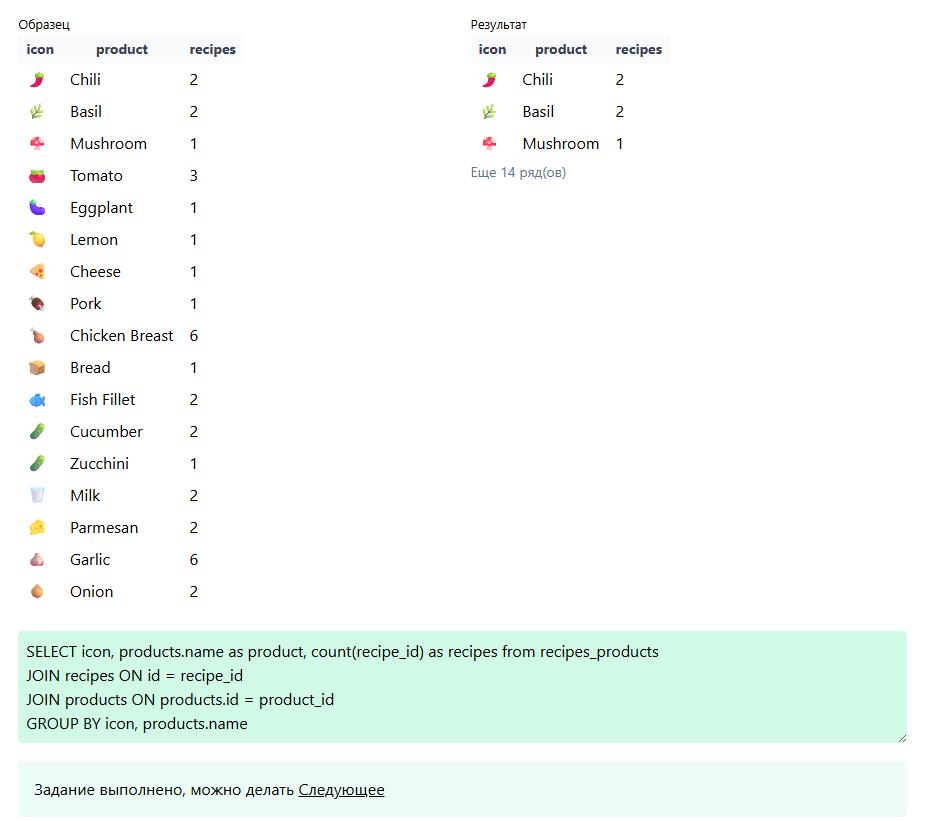 Образец
icon product recipes
Chili 2
Basil 2
Mushroom 1
Tomato 3
Eggplant 1
Lemon 1
Cheese 1
Pork 1
Chicken Breast 6
Bread 1
Fish Fillet 2
Cucumber 2
Zucchini 1
Milk 2
Parmesan 2
Garlic 6
Onion 2
Результат
icon product recipes
Chili 2
Basil 2
Mushroom 1
Еще 14 ряд(ов)
SELECT icon, products.name as product, count(recipe_id) as recipes from recipes_products
JOIN recipes ON id = recipe_id
JOIN products ON products.id = product_id
GROUP BY icon, products.name
Задание выполнено, можно делать Следующее